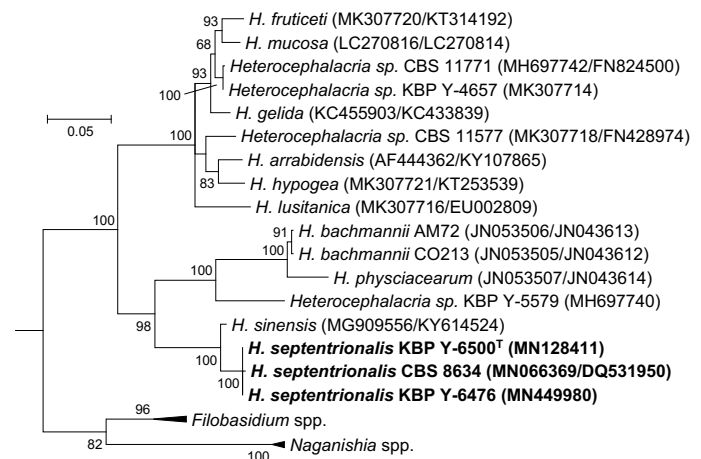 93
H. fruticeti (MK307720/KT314192)
68
H. mucosa (LC270816/LC270814)
Heterocephalacria sp. CBS 11771 (MH697742/FN824500)
93
100
Heterocephalacria sp. KBP Y-4657 (MK307714)
H. gelida (KC455903/KC433839)
0.05
100
Heterocephalacria sp. CBS 11577 (MK307718/FN428974)
H. arrabidensis (AF444362/KY107865)
83
H. hypogea (MK307721/KT253539)
H. lusitanica (MK307716/EU002809)
100
91
H. bachmannii AM72 (JN053506/JN043613)
100
H. bachmannii CO213 (JN053505/JN043612)
100
H. physciacearum (JN053507/JN043614)
Heterocephalacria sp. KBP Y-5579 (MH697740)
98
H. sinensis (MG909556/KY614524)
100
H. septentrionalis KBP Y-6500T (MN128411)
H. septentrionalis CBS 8634 (MN066369/DQ531950)
100
H. septentrionalis KBP Y-6476 (MN449980)
96
Filobasidium spp.
82
100
Naganishia spp.